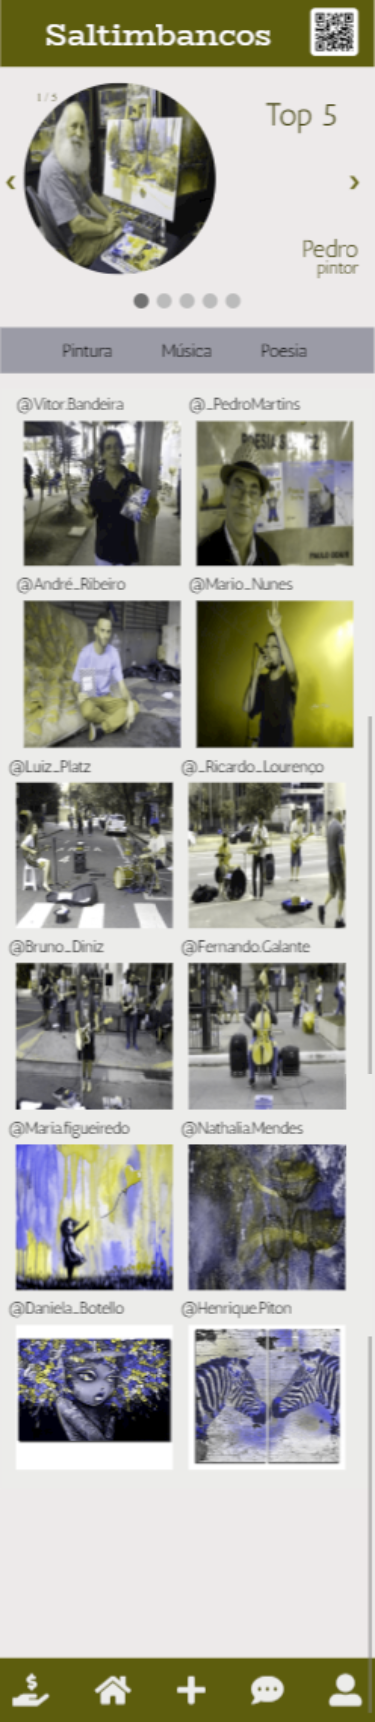 Saltimbancos
1 / 5
Top 5
‹ ›
Pedro
pintor
Pintura Música Poesia
@Vitor.Bandeira @_PedroMartins
@André_Ribeiro @Mario_Nunes
@Luiz_Platz @_Ricardo_Lourenço
@Bruno_Diniz @Fernando.Galante
@Maria.figueiredo @Nathalia.Mendes
@Daniela_Botello @Henrique.Piton